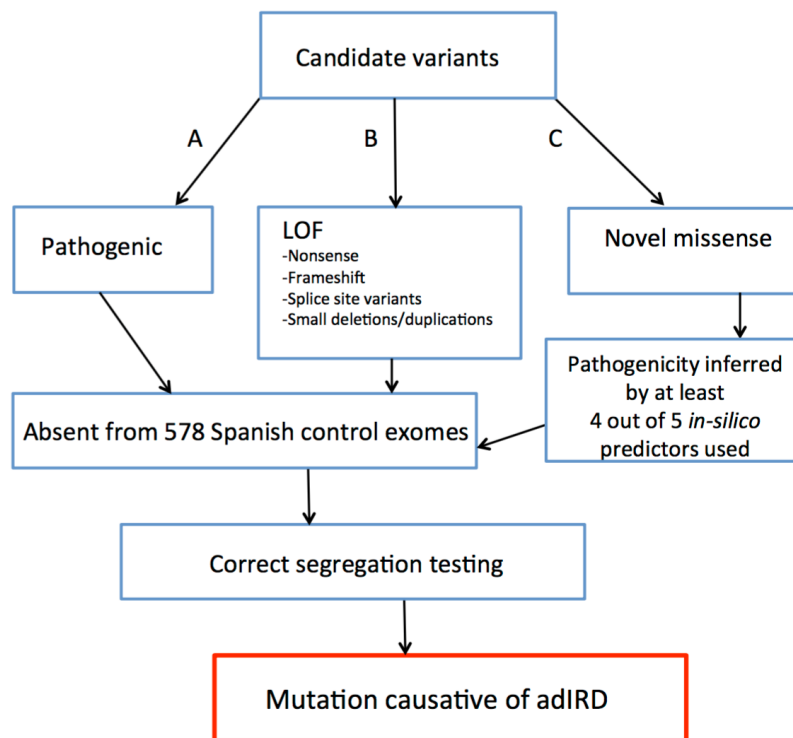 Candidate variants
A
B
C
Pathogenic
LOF
-Nonsense
-Frameshift
-Splice site variants
-Small deletions/duplications
Novel missense
Pathogenicity inferred
by at least
4 out of 5 in-silico
predictors used
Absent from 578 Spanish control exomes
Correct segregation testing
Mutation causative of adIRD